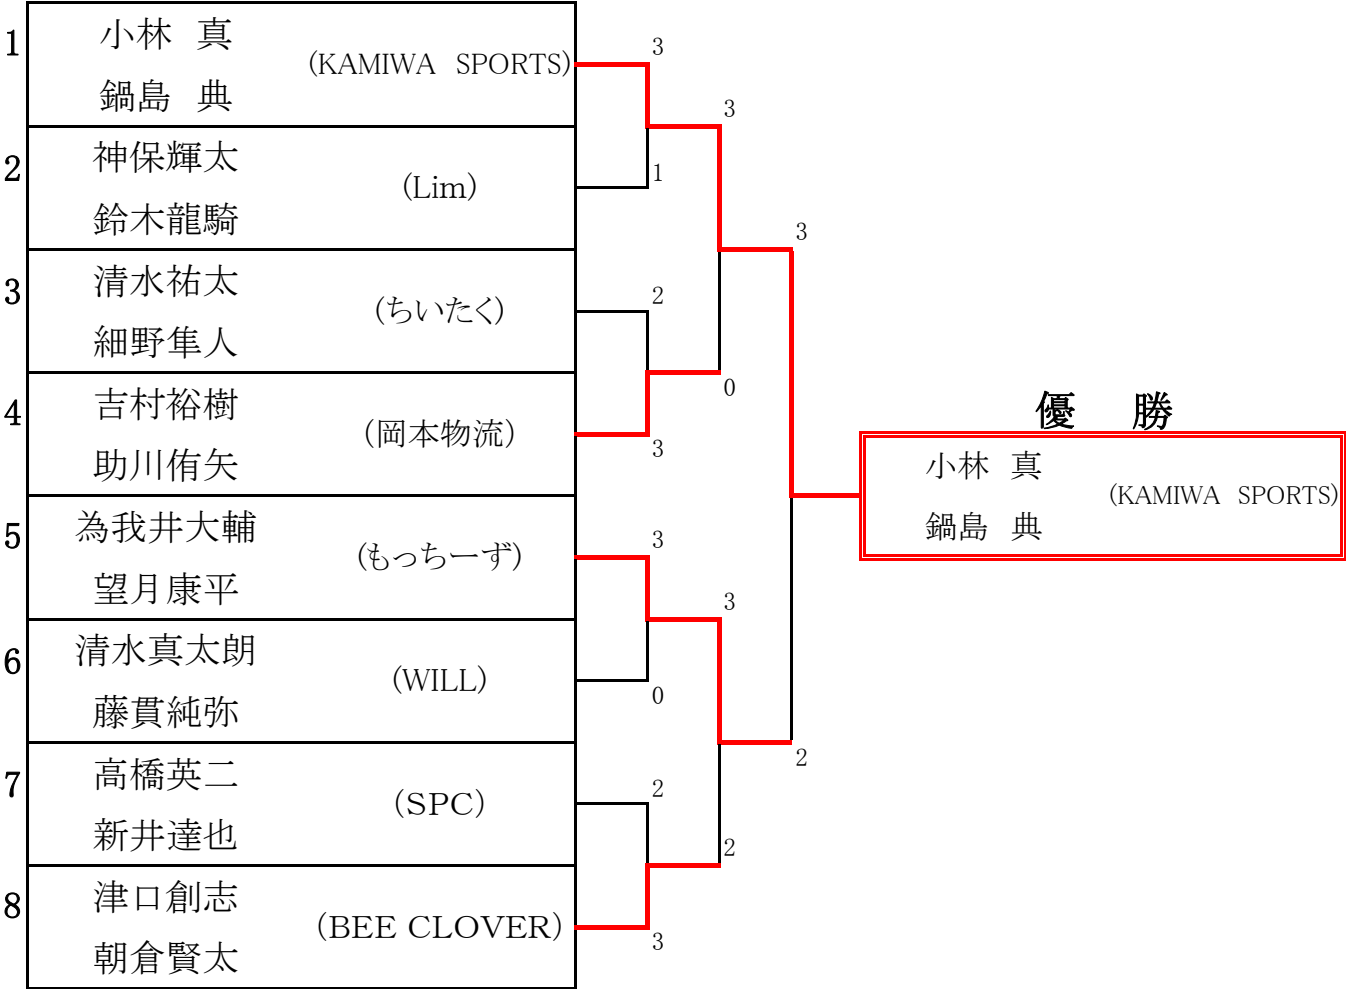 1
小林　真
鍋島　典
(KAMIWA　SPORTS)
2
神保輝太
鈴木龍騎
(Lim)
3
清水祐太
細野隼人
(ちいたく)
4
吉村裕樹
助川侑矢
(岡本物流)
5
為我井大輔
望月康平
(もっちーず)
6
清水真太朗
藤貫純弥
(WILL)
7
高橋英二
新井達也
(SPC)
8
津口創志
朝倉賢太
(BEE CLOVER)
3
1
2
3
3
0
2
3
3
0
3
2
3
2
優　勝
小林　真
鍋島　典
(KAMIWA　SPORTS)